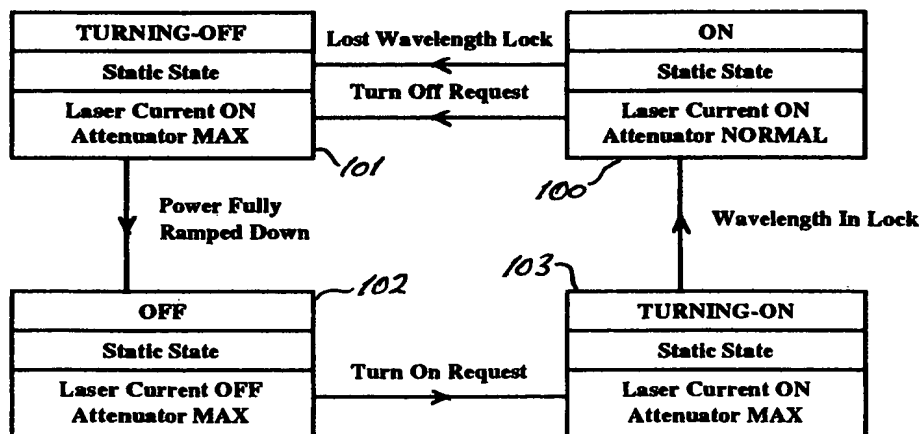 TURNING-OFF
Static State
Laser Current ON
Attenuator MAX
101
Lost Wavelength Lock
Turn Off Request
ON
Static State
Laser Current ON
Attenuator NORMAL
100
Power Fully
Ramped Down
Wavelength In Lock
102
OFF
Static State
Laser Current OFF
Attenuator MAX
Turn On Request
103
TURNING-ON
Static State
Laser Current ON
Attenuator MAX